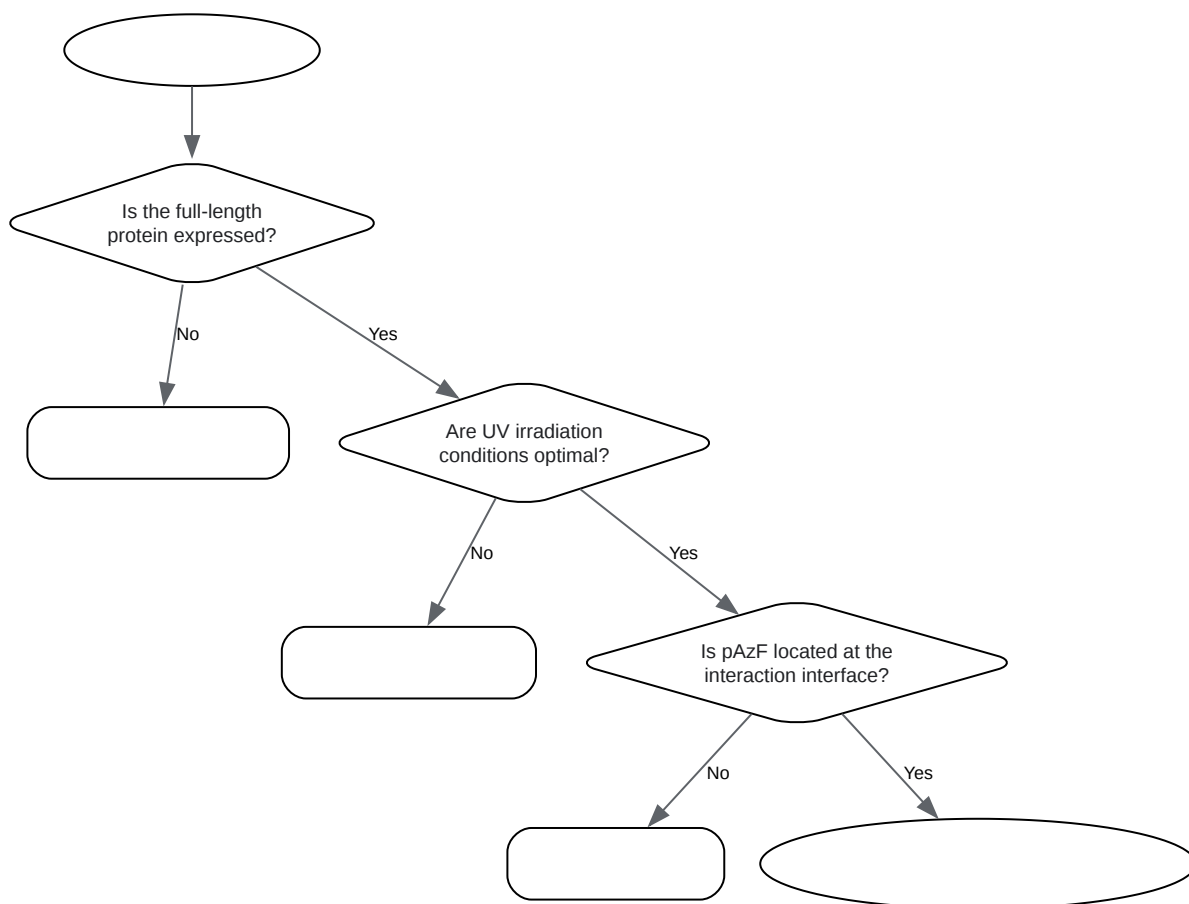 Is the full-length
protein expressed?
No
Yes
Are UV irradiation
conditions optimal?
No
Yes
Is pAzF located at the
interaction interface?
No
Yes